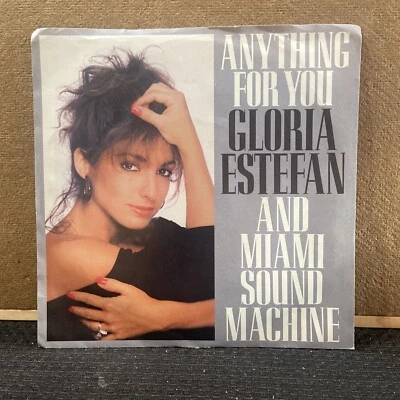 ANYTHING
FOR YOU
GLORIA
ESTEFAN
AND
MIAMI
SOUND
MACHINE